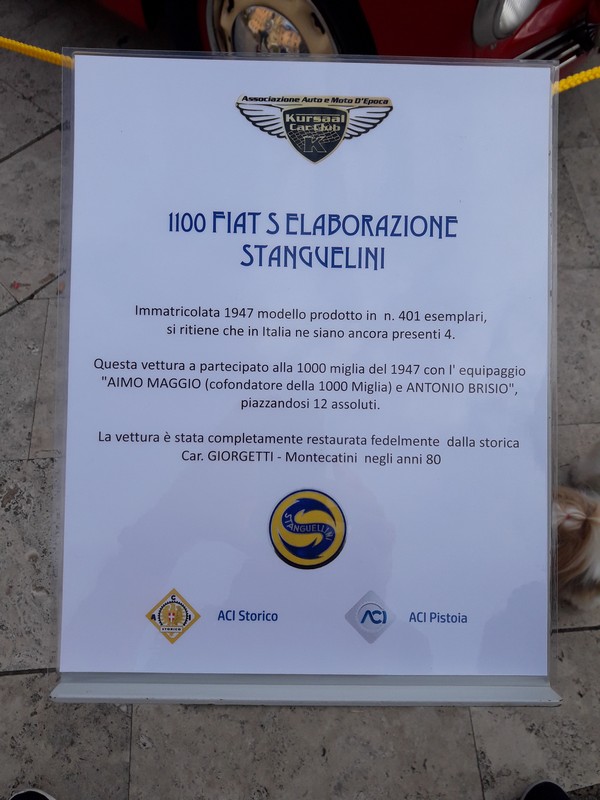 Associazione Auto e Moto D'Epoca
Kursaal
Car Club
K
1100 FIAT S ELABORAZIONE
STANGUELINI
Immatricolata 1947 modello prodotto in n. 401 esemplari,
si ritiene che in Italia ne siano ancora presenti 4.
Questa vettura a partecipato alla 1000 miglia del 1947 con l' equipaggio
"AIMO MAGGIO (cofondatore della 1000 Miglia) e ANTONIO BRISIO",
piazzandosi 12 assoluti.
La vettura è stata completamente restaurata fedelmente dalla storica
Car. GIORGETTI - Montecatini negli anni 80
STANGUELLINI
ACI Storico
ACI
ACI Pistoia